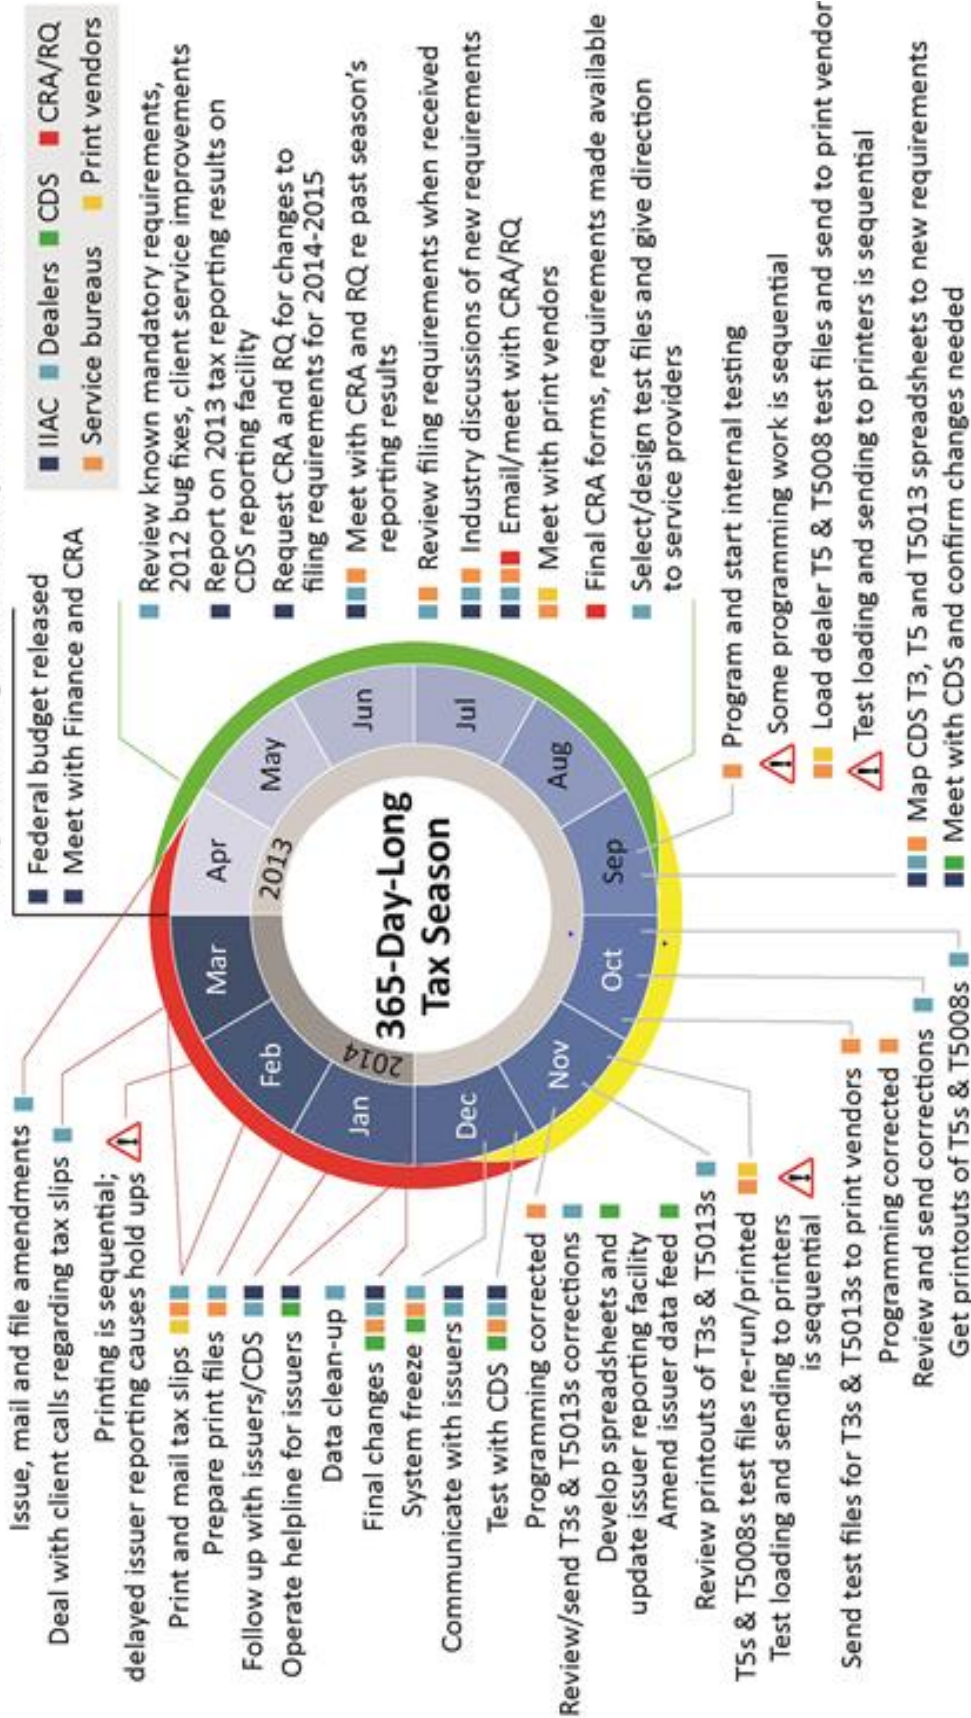 IIAC Dealers CDS CRA/RQ
Service bureaus Print vendors
Federal budget released
Meet with Finance and CRA
Review known mandatory requirements,
2012 bug fixes, client service improvements
Report on 2013 tax reporting results on
CDS reporting facility
Request CRA and RQ for changes to
filing requirements for 2014-2015
Meet with CRA and RQ re past season's
reporting results
Review filing requirements when received
Industry discussions of new requirements
Email/meet with CRA/RQ
Meet with print vendors
Final CRA forms, requirements made available
Select/design test files and give direction
to service providers
Program and start internal testing
Some programming work is sequential
Load dealer T5 & T5008 test files and send to print vendor
Test loading and sending to printers is sequential
Map CDS T3, T5 and T5013 spreadsheets to new requirements
Meet with CDS and confirm changes needed
365-Day-Long
Tax Season
2013
2014
Apr
May
Jun
Jul
Aug
Sep
Oct
Nov
Dec
Jan
Feb
Mar
Issue, mail and file amendments
Deal with client calls regarding tax slips
Printing is sequential;
delayed issuer reporting causes hold ups
Print and mail tax slips
Prepare print files
Follow up with issuers/CDS
Operate helpline for issuers
Data clean-up
Final changes
System freeze
Communicate with issuers
Test with CDS
Programming corrected
Review/send T3s & T5013s corrections
Develop spreadsheets and
update issuer reporting facility
Amend issuer data feed
Review printouts of T3s & T5013s
T5s & T5008s test files re-run/printed
Test loading and sending to printers
is sequential
Send test files for T3s & T5013s to print vendors
Programming corrected
Review and send corrections
Get printouts of T5s & T5008s